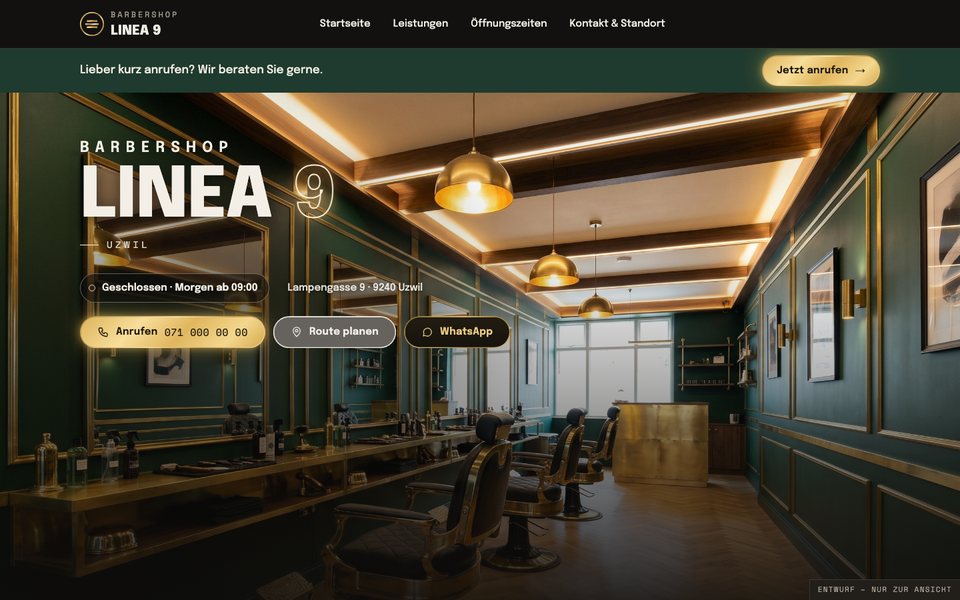 BARBERSHOP
LINEA 9
Startseite
Leistungen
Öffnungszeiten
Kontakt & Standort
Lieber kurz anrufen? Wir beraten Sie gerne.
Jetzt anrufen →
BARBERSHOP
LINEA 9
UZWIL
Geschlossen · Morgen ab 09:00
Lampengasse 9 · 9240 Uzwil
Anrufen 071 000 00 00
Route planen
WhatsApp
ENTWURF – NUR ZUR ANSICHT